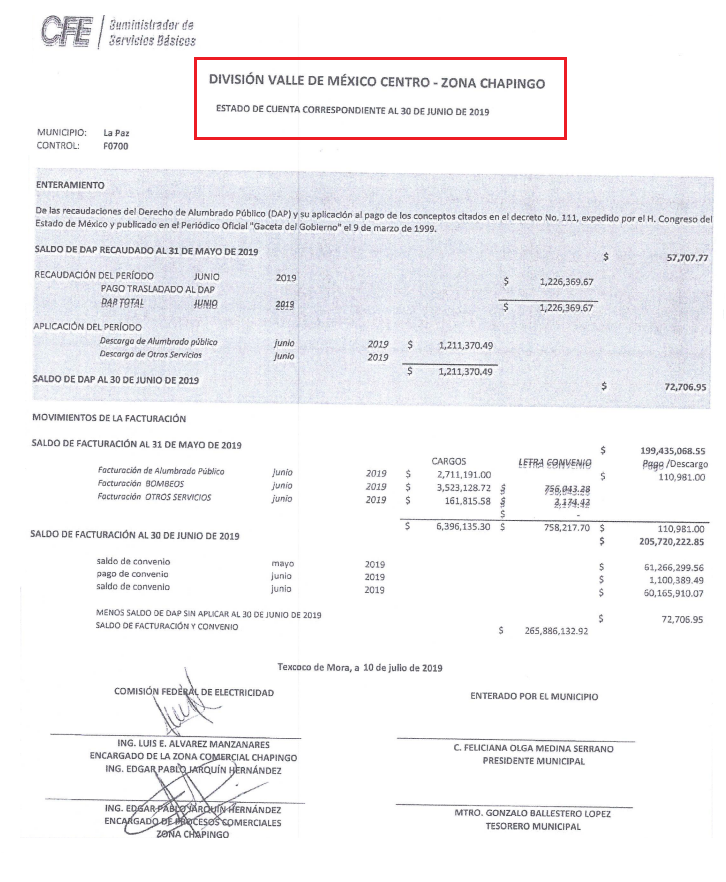 CFE Suministrador de
Servicios Básicos
DIVISIÓN VALLE DE MÉXICO CENTRO - ZONA CHAPINGO
ESTADO DE CUENTA CORRESPONDIENTE AL 30 DE JUNIO DE 2019
MUNICIPIO: La Paz
CONTROL: F0700
ENTERAMIENTO
De las recaudaciones del Derecho de Alumbrado Público (DAP) y su aplicación al pago de los conceptos citados en el decreto No. 111, expedido por el H. Congreso del
Estado de México y publicado en el Periódico Oficial "Gaceta del Gobierno" el 9 de marzo de 1999.
SALDO DE DAP RECAUDADO AL 31 DE MAYO DE 2019 $ 57,707.77
RECAUDACIÓN DEL PERÍODO JUNIO 2019 $ 1,226,369.67
PAGO TRASLADADO AL DAP
DAP TOTAL JUNIO 2019 $ 1,226,369.67
APLICACIÓN DEL PERÍODO
Descarga de Alumbrado público junio 2019 $ 1,211,370.49
Descarga de Otros Servicios junio 2019
$ 1,211,370.49
SALDO DE DAP AL 30 DE JUNIO DE 2019 $ 72,706.95
MOVIMIENTOS DE LA FACTURACIÓN
SALDO DE FACTURACIÓN AL 31 DE MAYO DE 2019 $ 199,435,068.55
CARGOS LETRA CONVENIO Pago /Descargo
Facturación de Alumbrado Público junio 2019 $ 2,711,191.00 $ 110,981.00
Facturación BOMBEOS junio 2019 $ 3,523,128.72 $ 756,043.28
Facturación OTROS SERVICIOS junio 2019 $ 161,815.58 $ 2,174.42
$ -
$ 6,396,135.30 $ 758,217.70 $ 110,981.00
SALDO DE FACTURACIÓN AL 30 DE JUNIO DE 2019 $ 205,720,222.85
saldo de convenio mayo 2019 $ 61,266,299.56
pago de convenio junio 2019 $ 1,100,389.49
saldo de convenio junio 2019 $ 60,165,910.07
MENOS SALDO DE DAP SIN APLICAR AL 30 DE JUNIO DE 2019 $ 72,706.95
SALDO DE FACTURACIÓN Y CONVENIO $ 265,886,132.92
Texcoco de Mora, a 10 de julio de 2019
COMISIÓN FEDERAL DE ELECTRICIDAD
ENTERADO POR EL MUNICIPIO
ING. LUIS E. ALVAREZ MANZANARES
ENCARGADO DE LA ZONA COMERCIAL CHAPINGO
ING. EDGAR PABLO JARQUÍN HERNÁNDEZ
C. FELICIANA OLGA MEDINA SERRANO
PRESIDENTE MUNICIPAL
ING. EDGAR PABLO JARQUÍN HERNÁNDEZ
ENCARGADO DE PROCESOS COMERCIALES
ZONA CHAPINGO
MTRO. GONZALO BALLESTERO LOPEZ
TESORERO MUNICIPAL